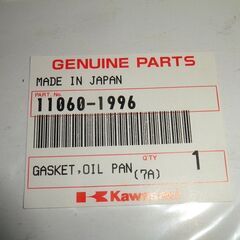 GENUINE PARTS
MADE IN JAPAN
PART NO.
11060-1996
GASKET,OIL PAN(7A)
Q'TY
1
Kawasaki